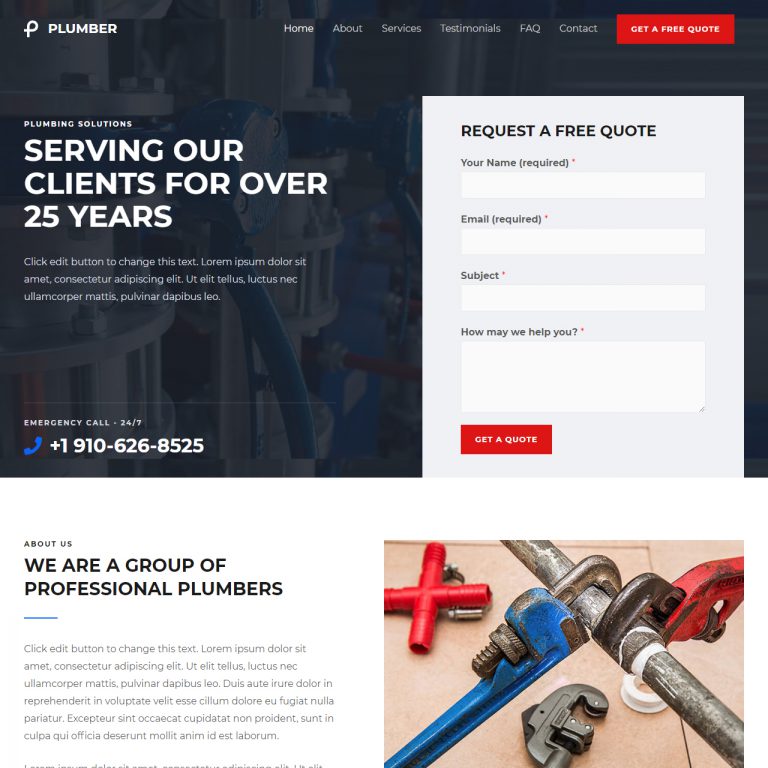 PLUMBER
Home About Services Testimonials FAQ Contact GET A FREE QUOTE
PLUMBING SOLUTIONS
SERVING OUR
CLIENTS FOR OVER
25 YEARS
Click edit button to change this text. Lorem ipsum dolor sit
amet, consectetur adipiscing elit. Ut elit tellus, luctus nec
ullamcorper mattis, pulvinar dapibus leo.
EMERGENCY CALL - 24/7
+1 910-626-8525
REQUEST A FREE QUOTE
Your Name (required) *
Email (required) *
Subject *
How may we help you? *
GET A QUOTE
ABOUT US
WE ARE A GROUP OF
PROFESSIONAL PLUMBERS
Click edit button to change this text. Lorem ipsum dolor sit
amet, consectetur adipiscing elit. Ut elit tellus, luctus nec
ullamcorper mattis, pulvinar dapibus leo. Duis aute irure dolor in
reprehenderit in voluptate velit esse cillum dolore eu fugiat nulla
pariatur. Excepteur sint occaecat cupidatat non proident, sunt in
culpa qui officia deserunt mollit anim id est laborum.